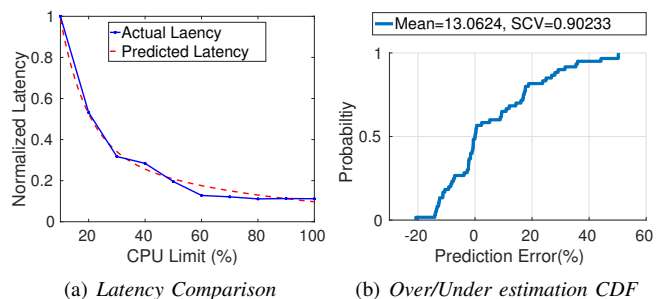 Actual Laency
Predicted Latency
Normalized Latency
1
0.8
0.6
0.4
0.2
0
20 40 60 80 100
CPU Limit (%)
(a) Latency Comparison
Mean=13.0624, SCV=0.90233
Probabiltiy
1
0.5
0
-20 0 20 40 60
Prediction Error(%)
(b) Over/Under estimation CDF